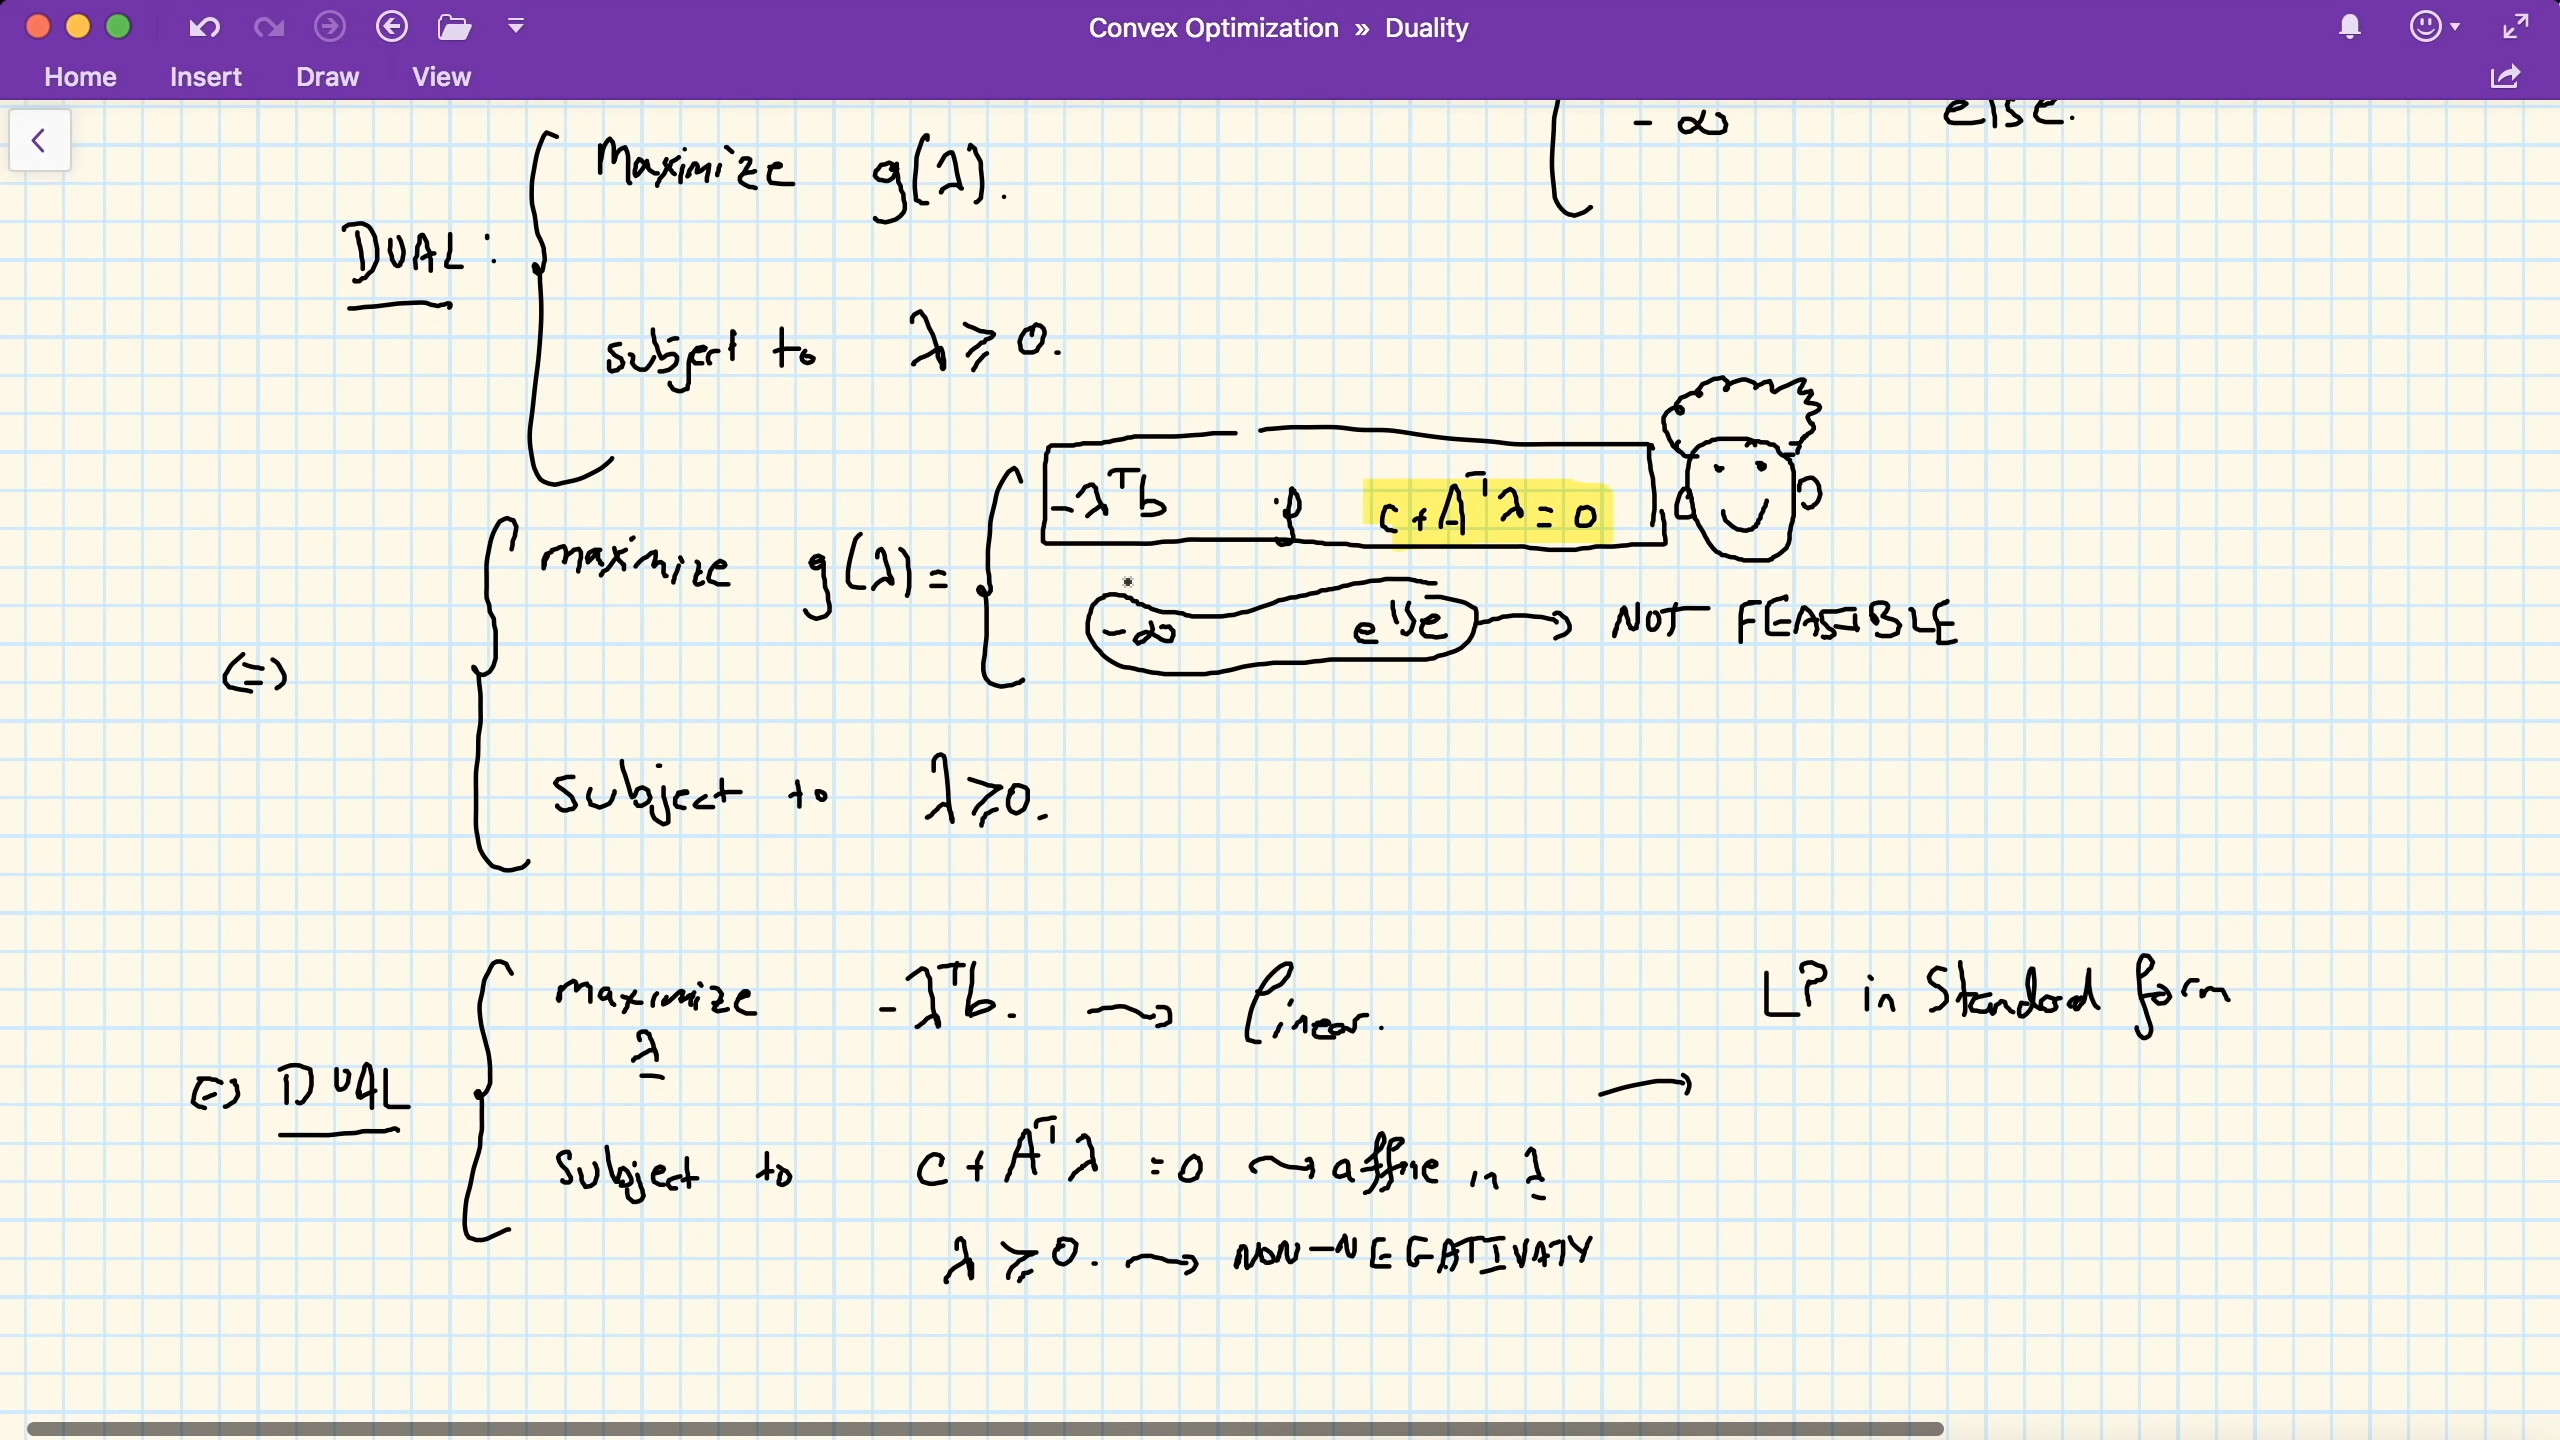 Convex Optimization » Duality
Home Insert Draw View
- ∞ else.
Maximize g(λ).
DUAL:
subject to λ ⩾ 0.
-λᵀb if c + Aᵀλ = 0
maximize g(λ) =
-∞ else → NOT FEASIBLE
(=)
Subject to λ ⩾ 0.
maximize -λᵀb. → linear. LP in Standard form
λ
(=) DUAL →
Subject to c + Aᵀλ = 0 → affine in λ
λ ⩾ 0. → NON-NEGATIVATY